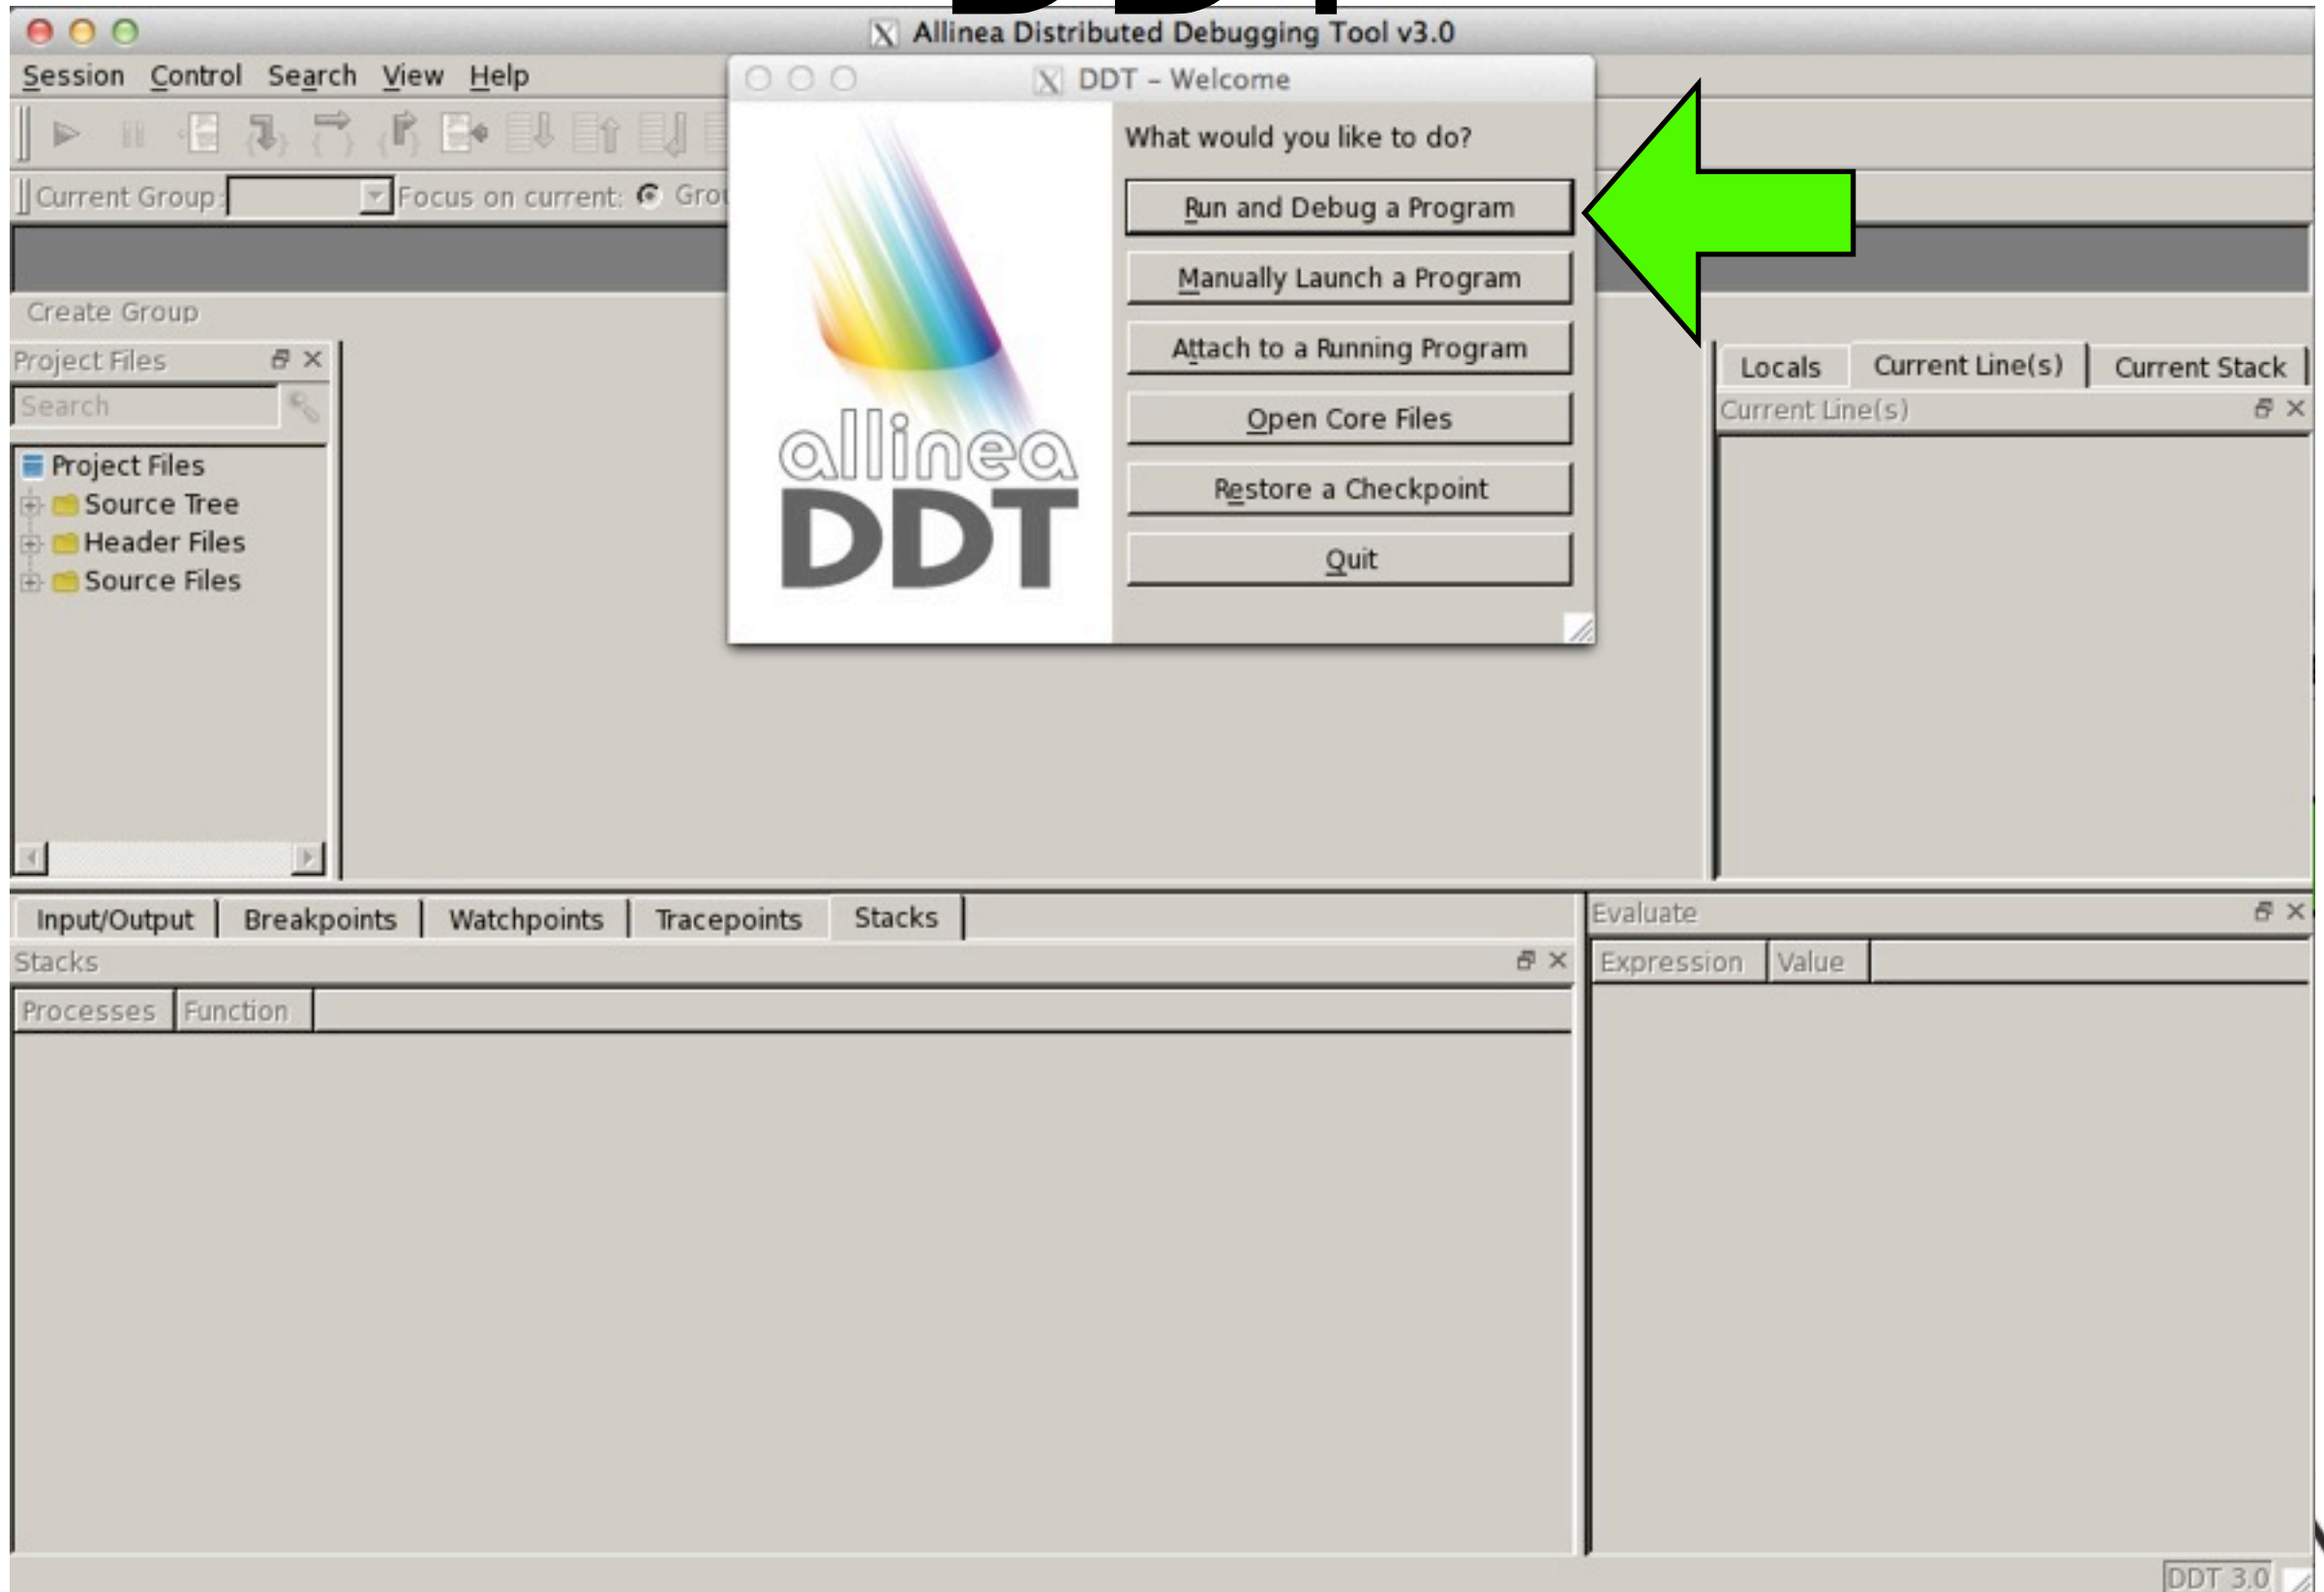 DDT
Allinea Distributed Debugging Tool v3.0
Session Control Search View Help
DDT – Welcome
What would you like to do?
Run and Debug a Program
Manually Launch a Program
Attach to a Running Program
Open Core Files
Restore a Checkpoint
Quit
allinea
DDT
Current Group: Focus on current:
Create Group
Project Files
Search
Project Files
Source Tree
Header Files
Source Files
Locals Current Line(s) Current Stack
Current Line(s)
Input/Output Breakpoints Watchpoints Tracepoints Stacks
Stacks
Processes Function
Evaluate
Expression Value
DDT 3.0